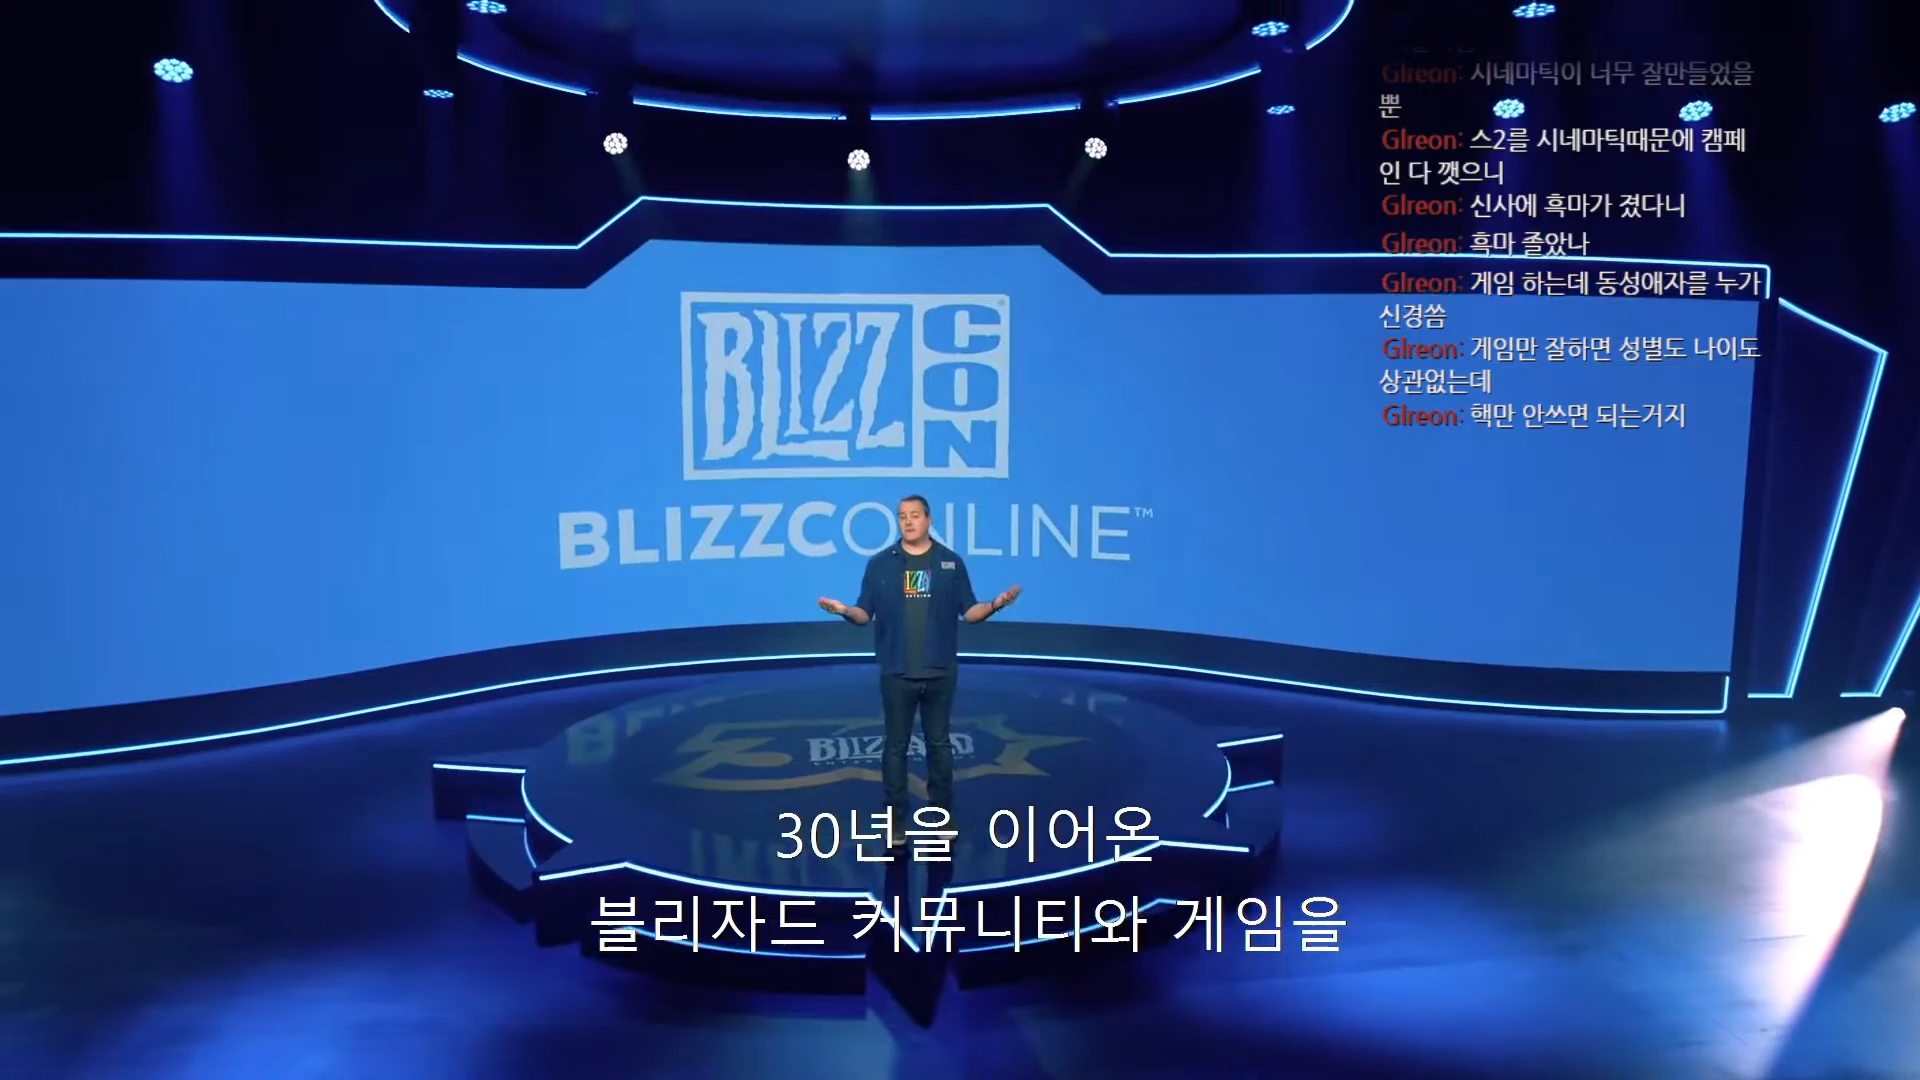 Glreon: 시네마틱이 너무 잘만들었을
뿐
Glreon: 스2를 시네마틱때문에 캠페
인 다 깻으니
Glreon: 신사에 흑마가 졌다니
Glreon: 흑마 졸았나
Glreon: 게임 하는데 동성애자를 누가
신경씀
Glreon: 게임만 잘하면 성별도 나이도
상관없는데
Glreon: 핵만 안쓰면 되는거지
BLIZZ
CON
BLIZZCONLINE™
30년을 이어온
블리자드 커뮤니티와 게임을